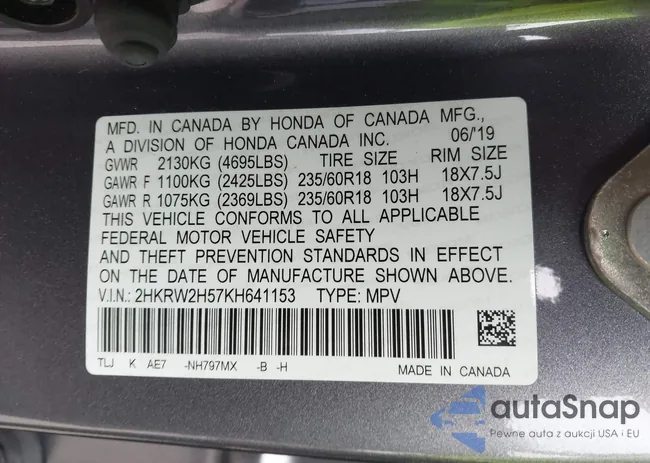 MFD. IN CANADA BY HONDA OF CANADA MFG.,
A DIVISION OF HONDA CANADA INC. 06/'19
GVWR 2130KG (4695LBS) TIRE SIZE RIM SIZE
GAWR F 1100KG (2425LBS) 235/60R18 103H 18X7.5J
GAWR R 1075KG (2369LBS) 235/60R18 103H 18X7.5J
THIS VEHICLE CONFORMS TO ALL APPLICABLE
FEDERAL MOTOR VEHICLE SAFETY
AND THEFT PREVENTION STANDARDS IN EFFECT
ON THE DATE OF MANUFACTURE SHOWN ABOVE.
V.I.N.: 2HKRW2H57KH641153 TYPE: MPV
TLJ K AE7 -NH797MX -B -H
MADE IN CANADA
autaSnap
Pewne auta z aukcji USA i EU